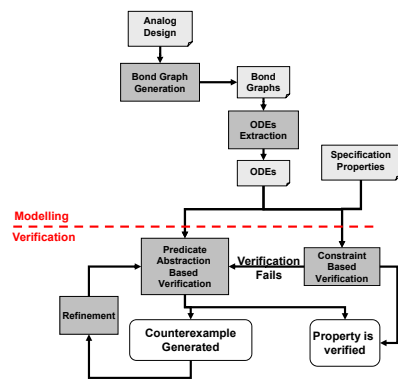 Analog
Design
Bond Graph
Generation
Bond
Graphs
ODEs
Extraction
Specification
Properties
ODEs
Modelling
Verification
Predicate
Abstraction
Based
Verification
Verification
Fails
Constraint
Based
Verification
Refinement
Counterexample
Generated
Property is
verified